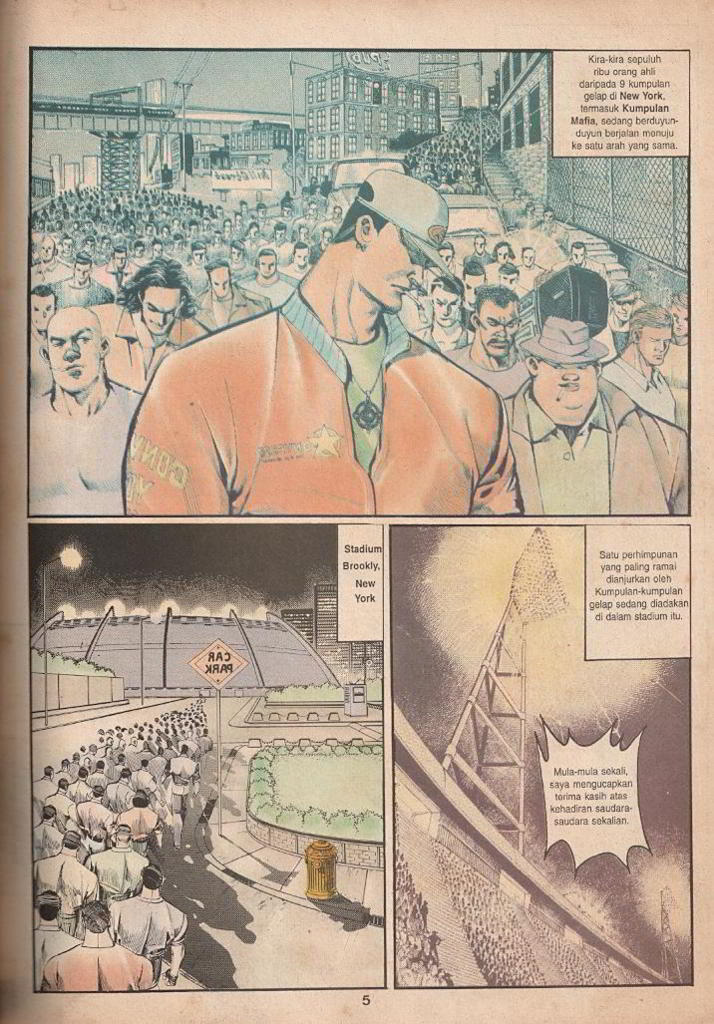 Kira-kira sepuluh
ribu orang ahli
daripada 9 kumpulan
gelap di New York,
termasuk Kumpulan
Mafia, sedang berduyun-
duyun berjalan menuju
ke satu arah yang sama.
Stadium
Brookly,
New
York
CAR
PARK
Satu perhimpunan
yang paling ramai
dianjurkan oleh
Kumpulan-kumpulan
gelap sedang diadakan
di dalam stadium itu.
Mula-mula sekali,
saya mengucapkan
terima kasih atas
kehadiran saudara-
saudara sekalian.
5